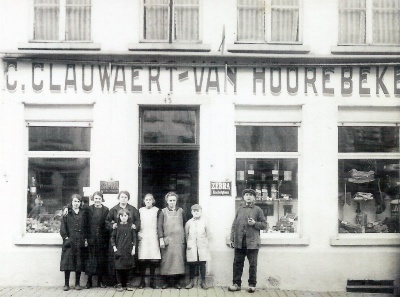 C. CLAUWAERT=VAN HOOREBEKE
ZEBRA